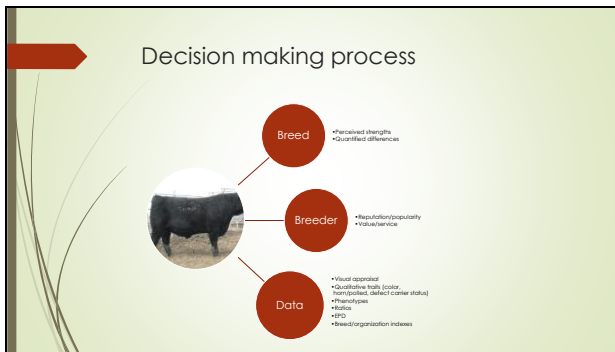 Decision making process
Breed
•Perceived strengths
•Quantified differences
Breeder
•Reputation/popularity
•Value/service
Data
•Visual appraisal
•Qualitative traits (color,
horn/polled, defect carrier status)
•Phenotypes
•Ratios
•EPD
•Breed/organization indexes